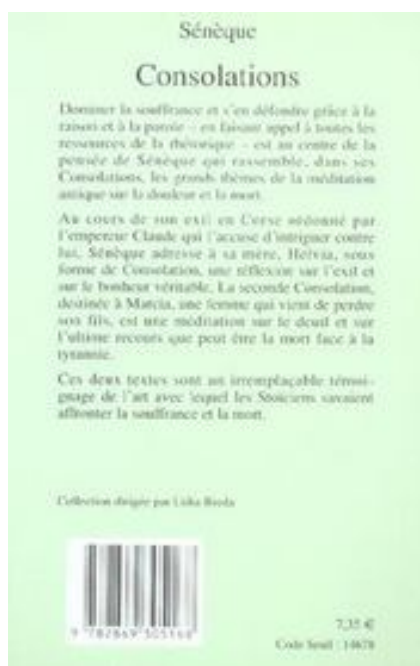 Sénèque
Consolations
Dominer la souffrance et s'en défendre grâce à la
raison et à la parole – en faisant appel à toutes les
ressources de la rhétorique – est au centre de la
pensée de Sénèque qui rassemble, dans ses
Consolations, les grands thèmes de la méditation
antique sur la douleur et la mort.
Au cours de son exil en Corse ordonné par
l'empereur Claude qui l'accuse d'intriguer contre
lui, Sénèque adresse à sa mère, Helvia, sous
forme de Consolation, une réflexion sur l'exil et
sur le bonheur véritable. La seconde Consolation,
destinée à Marcia, une femme qui vient de perdre
son fils, est une méditation sur le deuil et sur
l'ultime recours que peut être la mort face à la
tyrannie.
Ces deux textes sont un irremplaçable témoi-
gnage de l'art avec lequel les Stoïciens savaient
affronter la souffrance et la mort.
Collection dirigée par Lidia Breda
9 782869 305168
7,35 €
Code Seuil : 14678